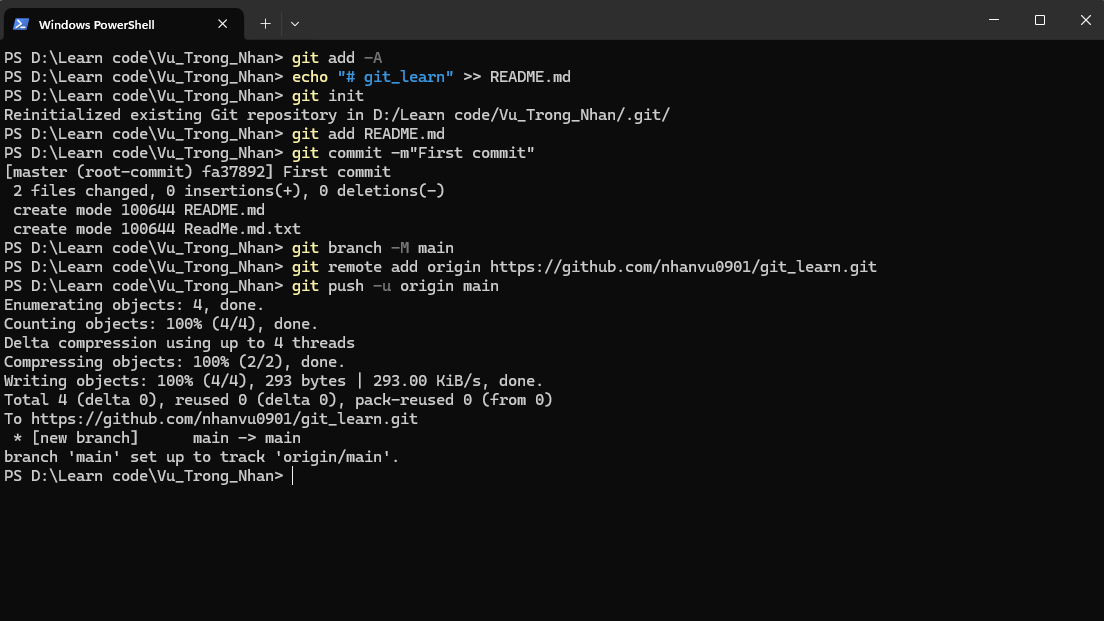 Windows PowerShell
PS D:\Learn code\Vu_Trong_Nhan> git add -A
PS D:\Learn code\Vu_Trong_Nhan> echo "# git_learn" >> README.md
PS D:\Learn code\Vu_Trong_Nhan> git init
Reinitialized existing Git repository in D:/Learn code/Vu_Trong_Nhan/.git/
PS D:\Learn code\Vu_Trong_Nhan> git add README.md
PS D:\Learn code\Vu_Trong_Nhan> git commit -m"First commit"
[master (root-commit) fa37892] First commit
 2 files changed, 0 insertions(+), 0 deletions(-)
 create mode 100644 README.md
 create mode 100644 ReadMe.md.txt
PS D:\Learn code\Vu_Trong_Nhan> git branch -M main
PS D:\Learn code\Vu_Trong_Nhan> git remote add origin https://github.com/nhanvu0901/git_learn.git
PS D:\Learn code\Vu_Trong_Nhan> git push -u origin main
Enumerating objects: 4, done.
Counting objects: 100% (4/4), done.
Delta compression using up to 4 threads
Compressing objects: 100% (2/2), done.
Writing objects: 100% (4/4), 293 bytes | 293.00 KiB/s, done.
Total 4 (delta 0), reused 0 (delta 0), pack-reused 0 (from 0)
To https://github.com/nhanvu0901/git_learn.git
 * [new branch]      main -> main
branch 'main' set up to track 'origin/main'.
PS D:\Learn code\Vu_Trong_Nhan>